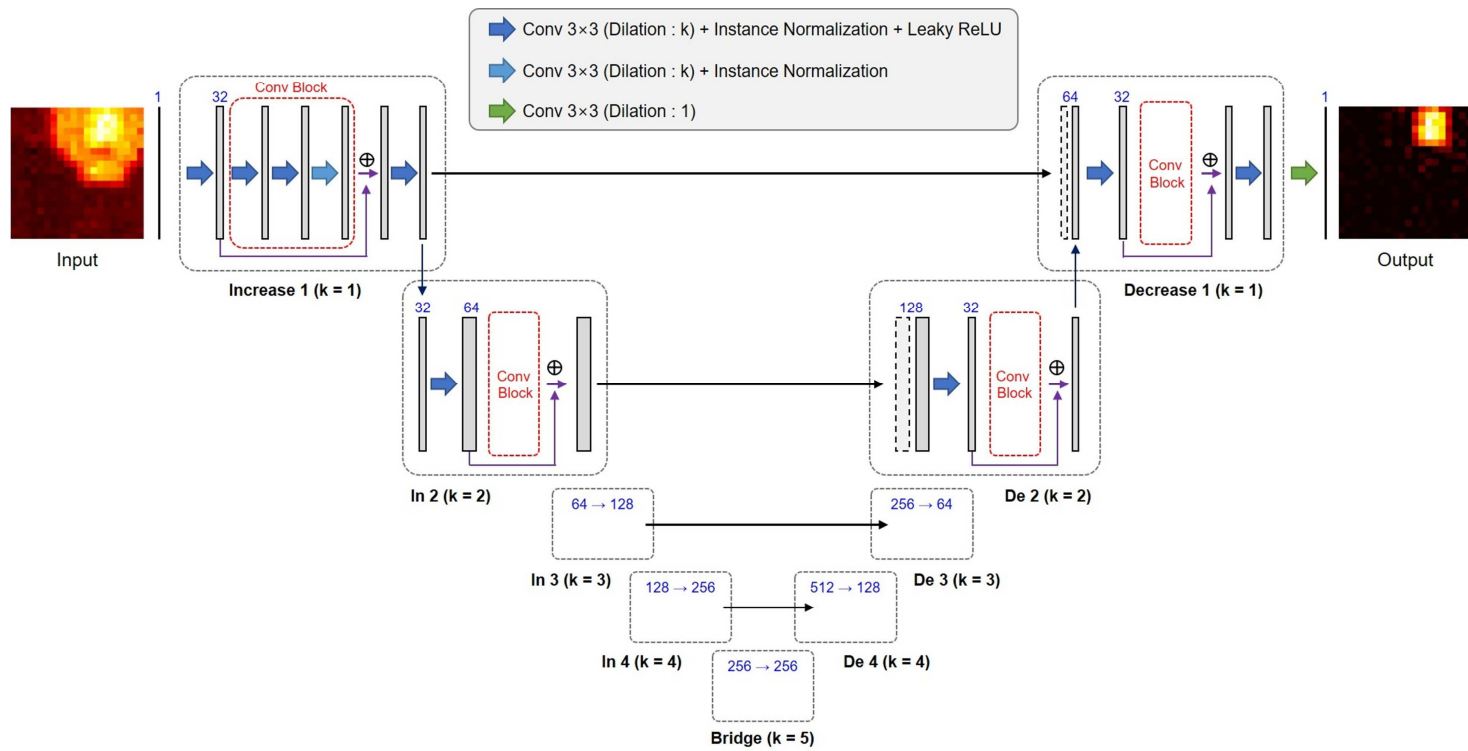 Conv 3×3 (Dilation : k) + Instance Normalization + Leaky ReLU
Conv 3×3 (Dilation : k) + Instance Normalization
Conv 3×3 (Dilation : 1)
Input
1
32
Conv Block
⊕
Increase 1 (k = 1)
64
32
Conv
Block
⊕
1
Output
Decrease 1 (k = 1)
32
64
Conv
Block
⊕
In 2 (k = 2)
128
32
Conv
Block
⊕
De 2 (k = 2)
64 → 128
In 3 (k = 3)
256 → 64
De 3 (k = 3)
128 → 256
In 4 (k = 4)
512 → 128
De 4 (k = 4)
256 → 256
Bridge (k = 5)